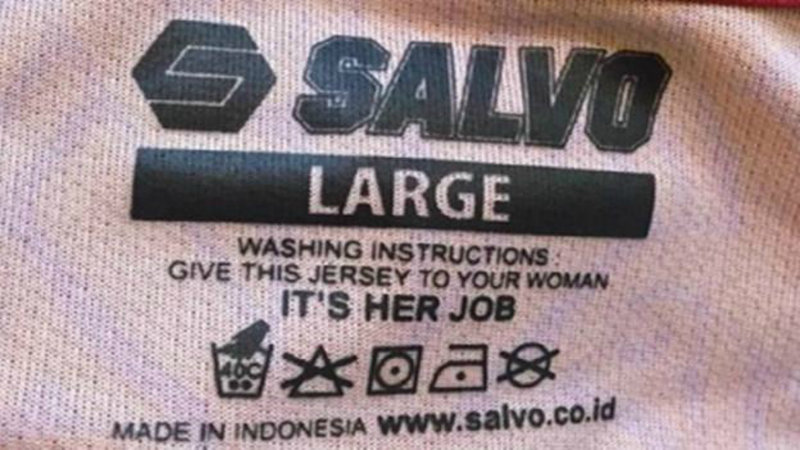 SALVO
LARGE
WASHING INSTRUCTIONS :
GIVE THIS JERSEY TO YOUR WOMAN
IT'S HER JOB
MADE IN INDONESIA www.salvo.co.id